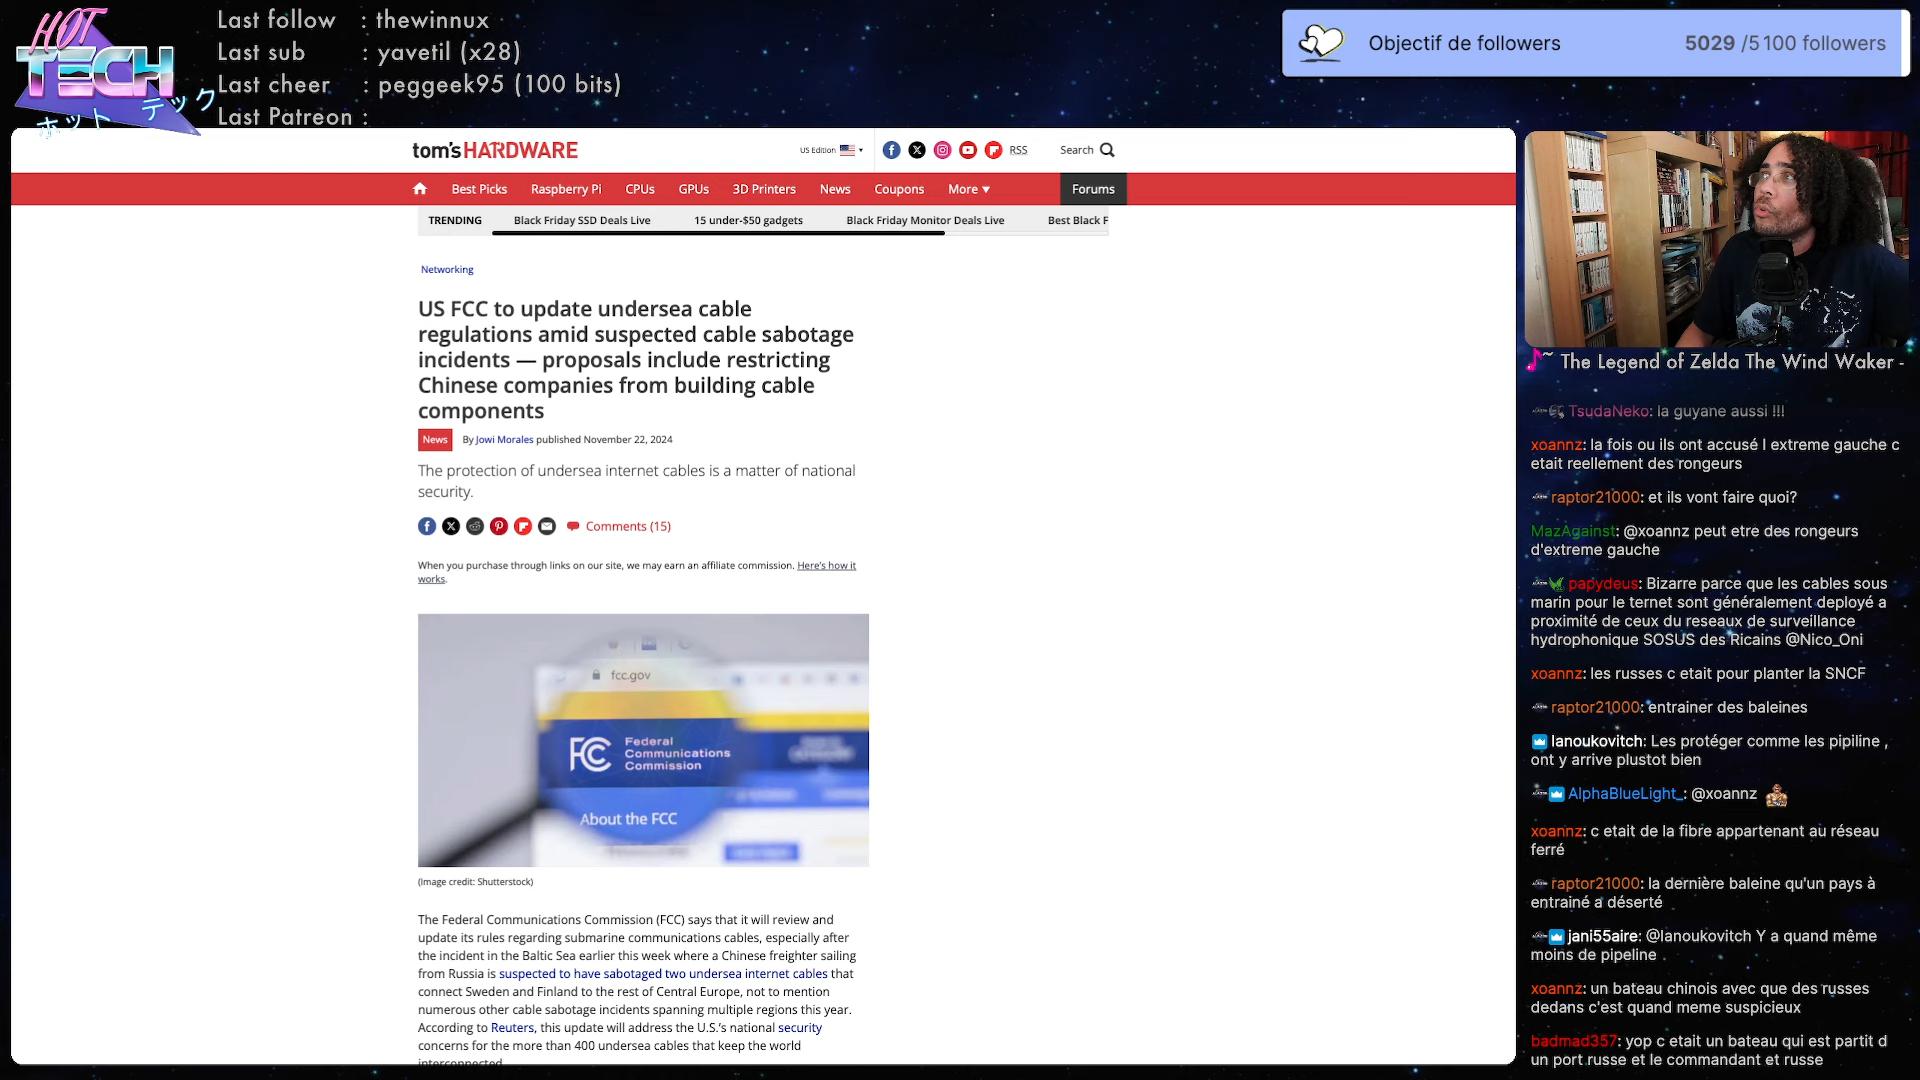 HOT
TECH
ホット テック
Last follow : thewinnux
Last sub : yavetil (x28)
Last cheer : peggeek95 (100 bits)
Last Patreon :
Objectif de followers
5029 /5 100 followers
tom's HARDWARE
US Edition
RSS
Search
Best Picks
Raspberry Pi
CPUs
GPUs
3D Printers
News
Coupons
More ▼
Forums
TRENDING
Black Friday SSD Deals Live
15 under-$50 gadgets
Black Friday Monitor Deals Live
Best Black F
Networking
US FCC to update undersea cable
regulations amid suspected cable sabotage
incidents — proposals include restricting
Chinese companies from building cable
components
News
By Jowi Morales published November 22, 2024
The protection of undersea internet cables is a matter of national
security.
Comments (15)
When you purchase through links on our site, we may earn an affiliate commission. Here's how it
works.
fcc.gov
FC
Federal
Communications
Commission
About the FCC
(Image credit: Shutterstock)
The Federal Communications Commission (FCC) says that it will review and
update its rules regarding submarine communications cables, especially after
the incident in the Baltic Sea earlier this week where a Chinese freighter sailing
from Russia is suspected to have sabotaged two undersea internet cables that
connect Sweden and Finland to the rest of Central Europe, not to mention
numerous other cable sabotage incidents spanning multiple regions this year.
According to Reuters, this update will address the U.S.'s national security
concerns for the more than 400 undersea cables that keep the world
interconnected.
The Legend of Zelda The Wind Waker -
TsudaNeko: la guyane aussi !!!
xoannz: la fois ou ils ont accusé l extreme gauche c
etait reellement des rongeurs
raptor21000: et ils vont faire quoi?
MazAgainst: @xoannz peut etre des rongeurs
d'extreme gauche
papydeus: Bizarre parce que les cables sous
marin pour le ternet sont généralement deployé a
proximité de ceux du reseaux de surveillance
hydrophonique SOSUS des Ricains @Nico_Oni
xoannz: les russes c etait pour planter la SNCF
raptor21000: entrainer des baleines
lanoukovitch: Les protéger comme les pipiline ,
ont y arrive plustot bien
AlphaBlueLight_: @xoannz
xoannz: c etait de la fibre appartenant au réseau
ferré
raptor21000: la dernière baleine qu'un pays à
entrainé a déserté
jani55aire: @lanoukovitch Y a quand même
moins de pipeline
xoannz: un bateau chinois avec que des russes
dedans c'est quand meme suspicieux
badmad357: yop c etait un bateau qui est partit d
un port russe et le commandant et russe